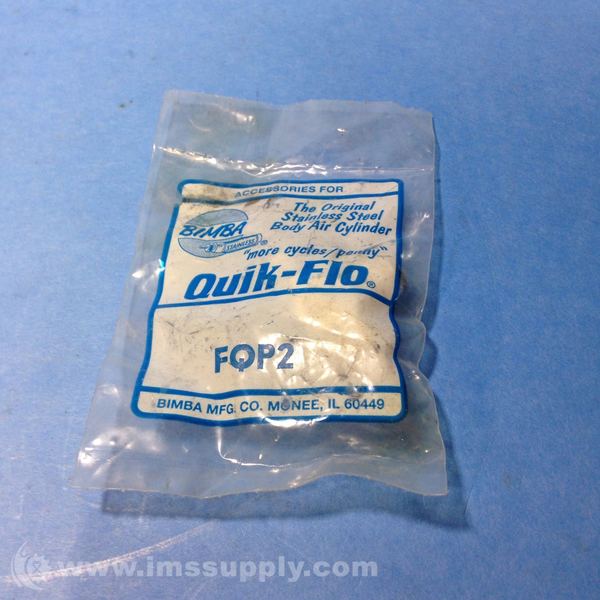 ACCESSORIES FOR
BIMBA
STAINLESS
®
The Original
Stainless Steel
Body Air Cylinder
"more cycles/penny"
Quik-Flo®
FQP2
BIMBA MFG. CO. MONEE, IL 60449
© www.imssupply.com